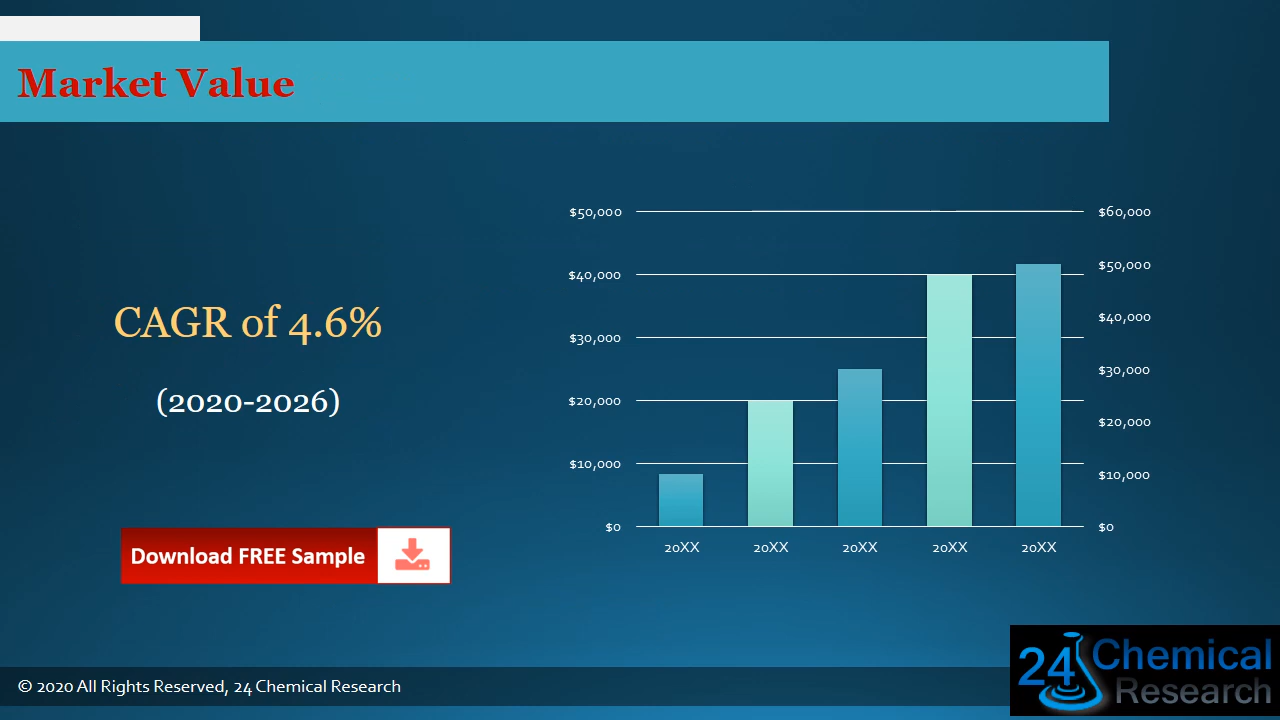 Market Value
CAGR of 4.6%
(2020-2026)
Download FREE Sample
$50,000
$40,000
$30,000
$20,000
$10,000
$0
$60,000
$50,000
$40,000
$30,000
$20,000
$10,000
$0
20XX 20XX 20XX 20XX 20XX
© 2020 All Rights Reserved, 24 Chemical Research
24 Chemical
Research